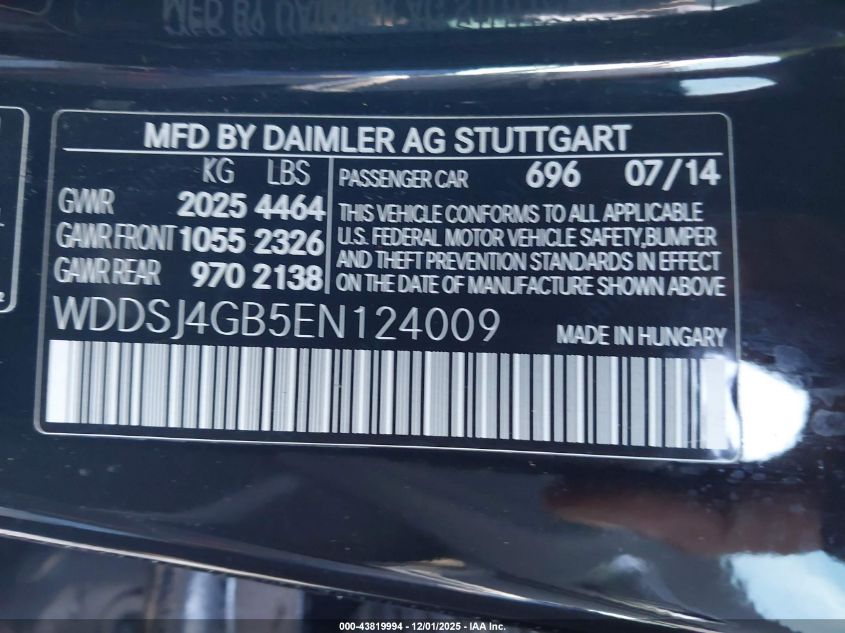 MFD BY DAIMLER AG STUTTGART
KG LBS
GVWR 2025 4464
GAWR FRONT 1055 2326
GAWR REAR 970 2138
PASSENGER CAR 696 07/14
THIS VEHICLE CONFORMS TO ALL APPLICABLE
U.S. FEDERAL MOTOR VEHICLE SAFETY,BUMPER
AND THEFT PREVENTION STANDARDS IN EFFECT
ON THE DATE OF MANUFACTURE SHOWN ABOVE.
WDDSJ4GB5EN124009 MADE IN HUNGARY
000-43819994 - 12/01/2025 - IAA Inc.